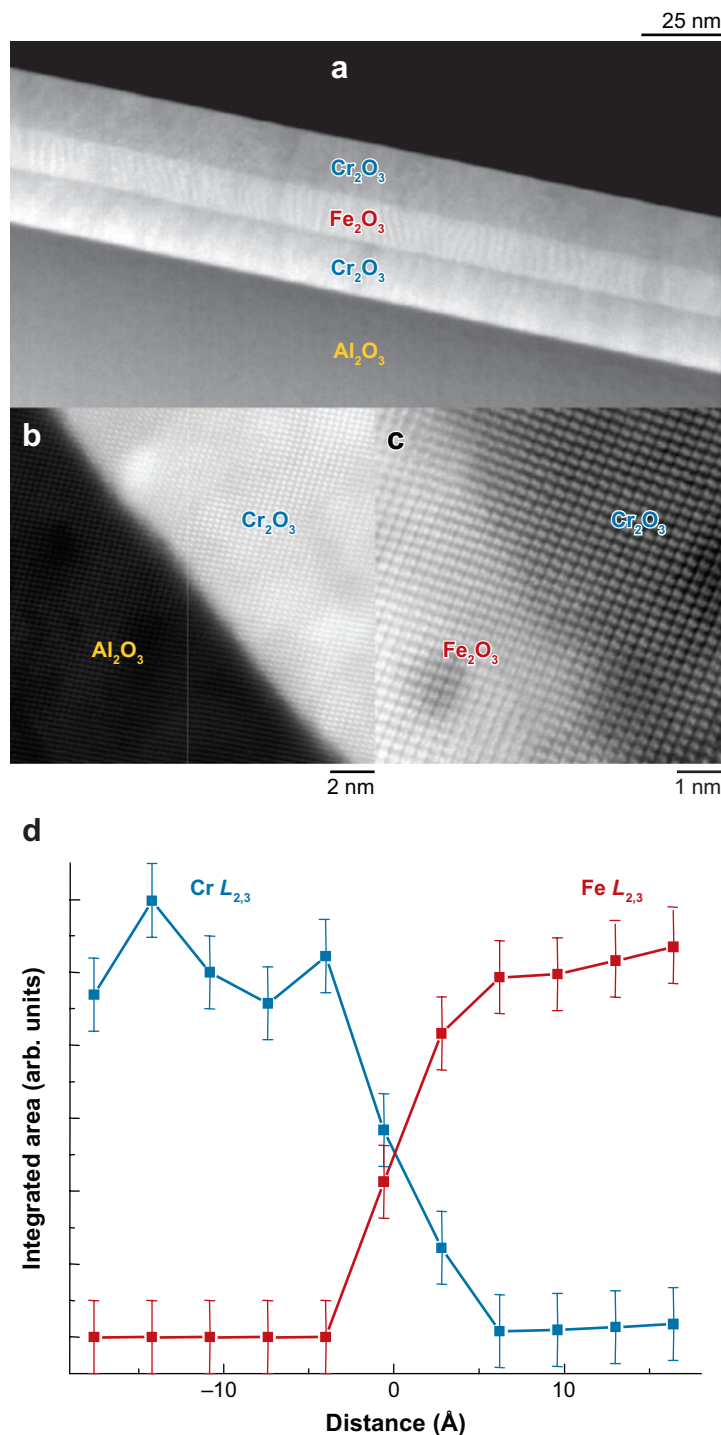 25 nm
a
Cr₂O₃
Fe₂O₃
Cr₂O₃
Al₂O₃
b
c
Cr₂O₃
Cr₂O₃
Al₂O₃
Fe₂O₃
2 nm
1 nm
d
Cr L₂,₃
Fe L₂,₃
Integrated area (arb. units)
–10
0
10
Distance (Å)